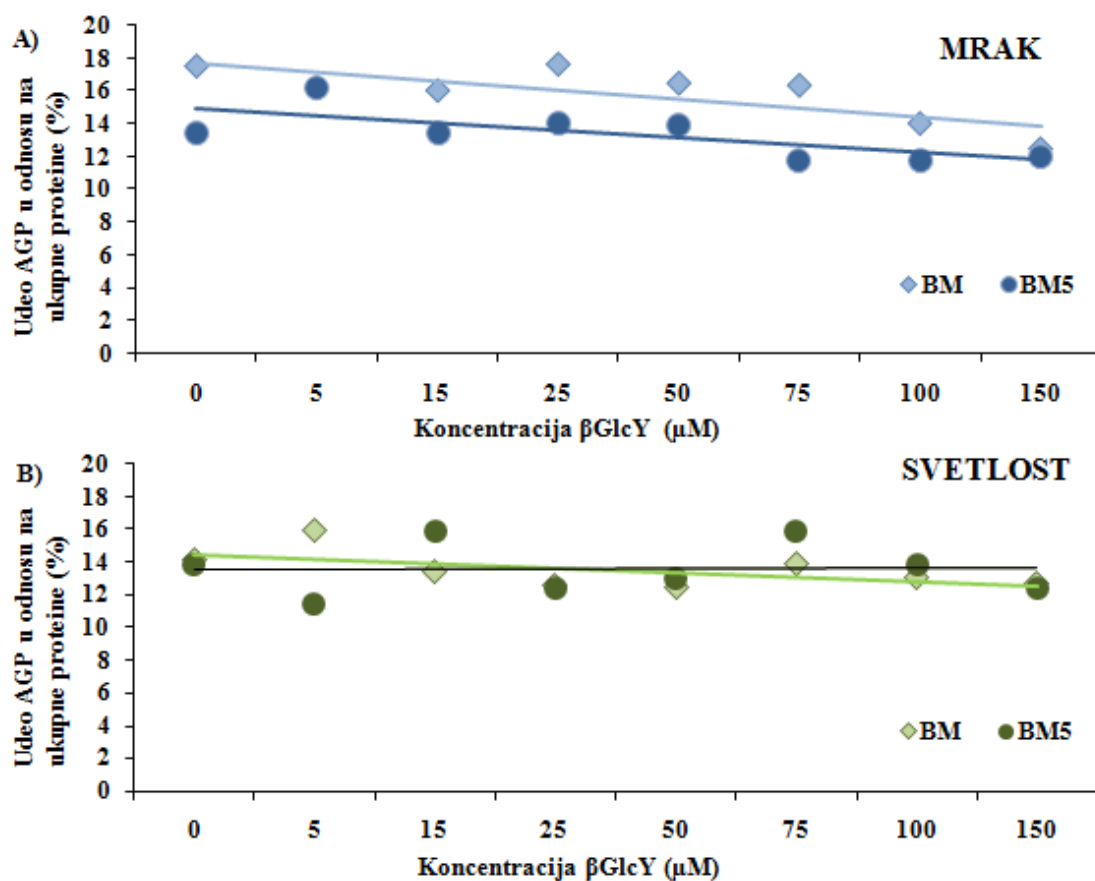 A)
MRAK
Udeo AGP u odnosu na
ukupne proteine (%)
20
18
16
14
12
10
8
6
4
2
0
BM BM5
0 5 15 25 50 75 100 150
Koncentracija βGlcY (µM)
B)
SVETLOST
Udeo AGP u odnosu na
ukupne proteine (%)
20
18
16
14
12
10
8
6
4
2
0
BM BM5
0 5 15 25 50 75 100 150
Koncentracija βGlcY (µM)